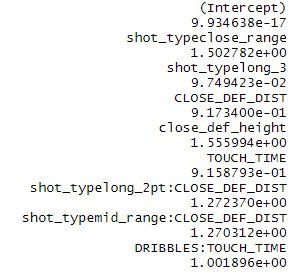 (Intercept)
9.934638e-17
shot_typeclose_range
1.502782e+00
shot_typelong_3
9.749423e-02
CLOSE_DEF_DIST
9.173400e-01
close_def_height
1.555994e+00
TOUCH_TIME
9.158793e-01
shot_typelong_2pt:CLOSE_DEF_DIST
1.272370e+00
shot_typemid_range:CLOSE_DEF_DIST
1.270312e+00
DRIBBLES:TOUCH_TIME
1.001896e+00